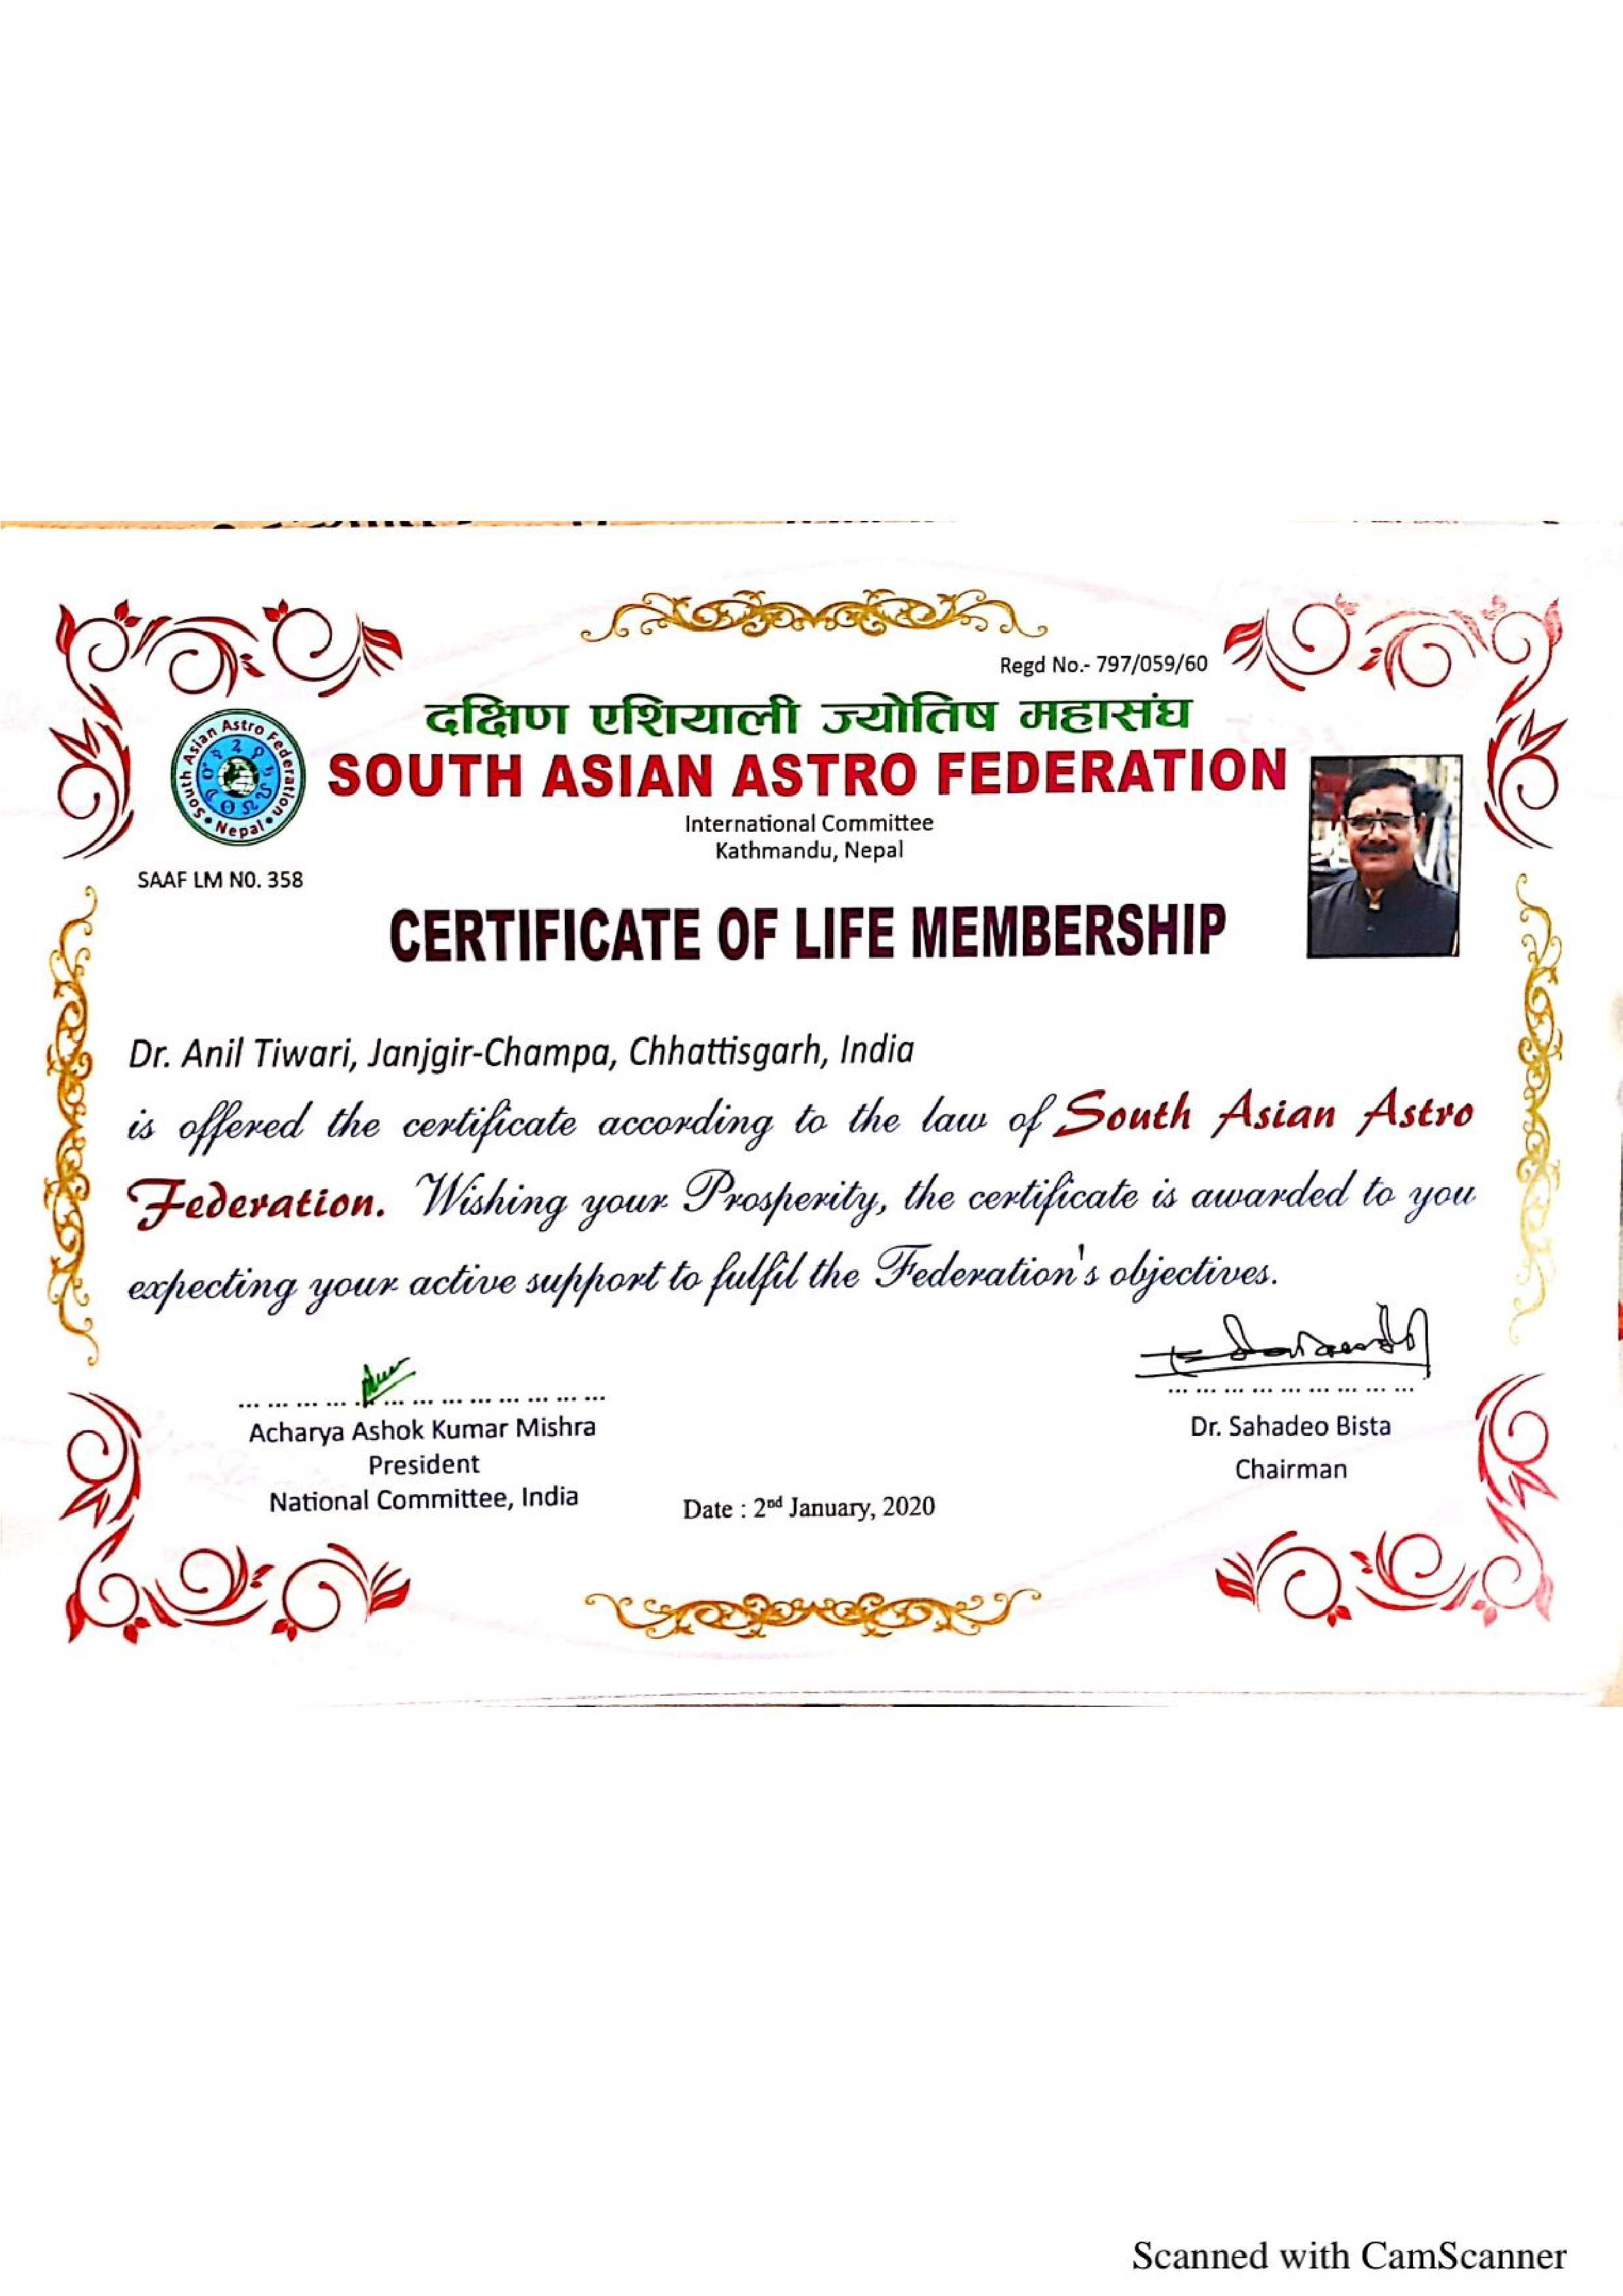 Regd No.- 797/059/60
दक्षिण एशियाली ज्योतिष महासंघ
South Asian Astro Federation
• Nepal •
SOUTH ASIAN ASTRO FEDERATION
International Committee
Kathmandu, Nepal
SAAF LM N0. 358
CERTIFICATE OF LIFE MEMBERSHIP
Dr. Anil Tiwari, Janjgir-Champa, Chhattisgarh, India
is offered the certificate according to the law of South Asian Astro
Federation. Wishing your Prosperity, the certificate is awarded to you
expecting your active support to fulfil the Federation's objectives.
Acharya Ashok Kumar Mishra
President
National Committee, India
Dr. Sahadeo Bista
Chairman
Date : 2nd January, 2020
Scanned with CamScanner